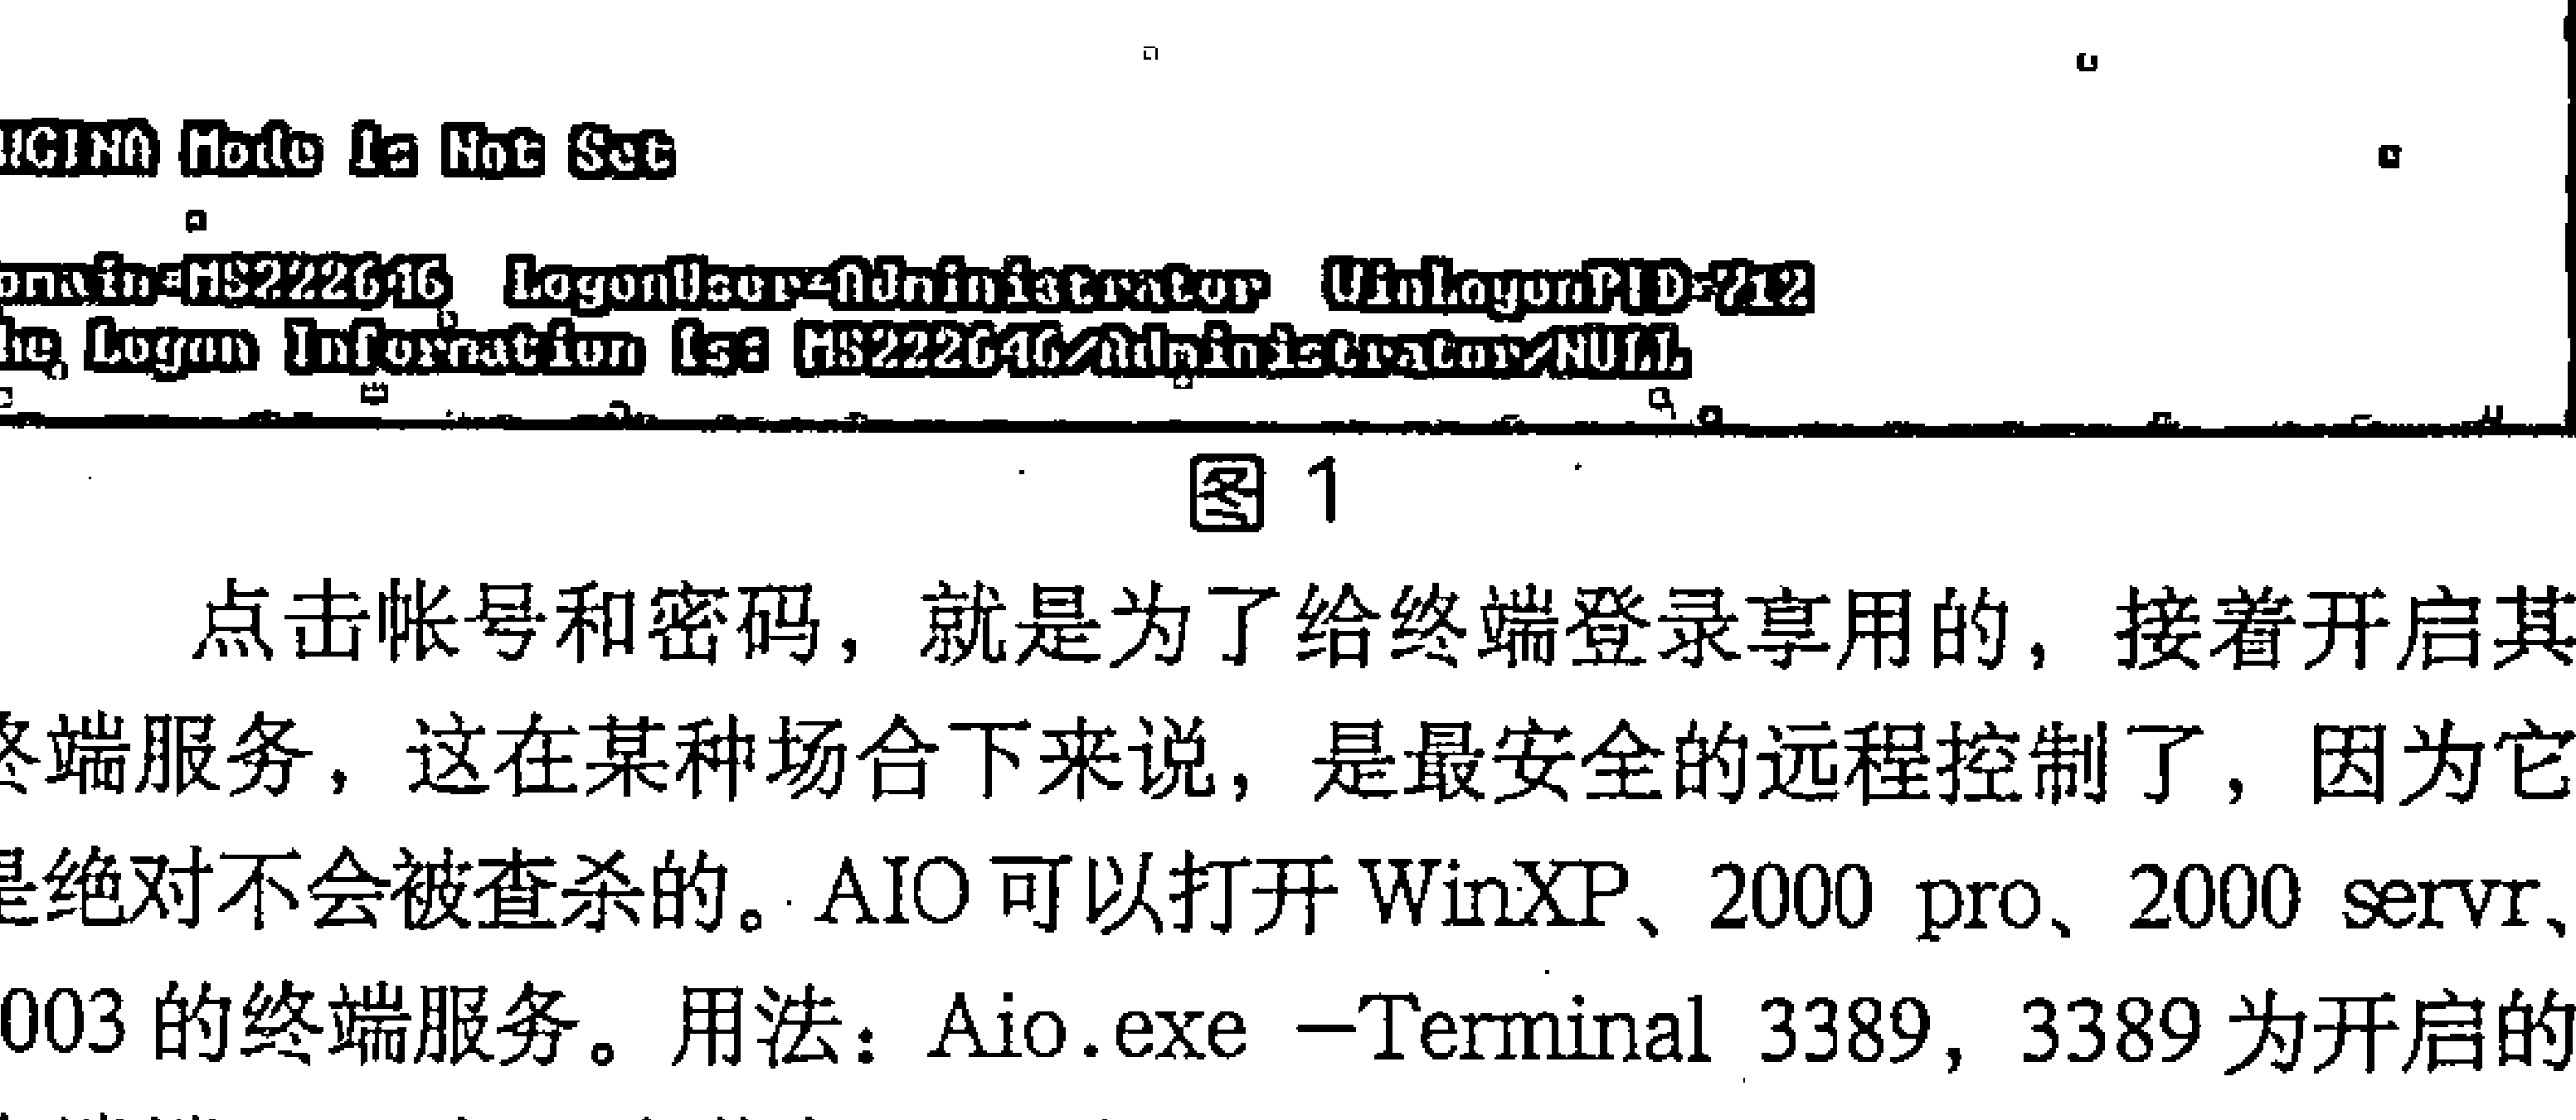 Mode Is Not Set
=MS222646 LogonUser=Administrator WinLogonPID=712
Logon Information Is: MS222646/Administrator/NULL
图 1
点击帐号和密码，就是为了给终端登录享用的，接着开启其
终端服务，这在某种场合下来说，是最安全的远程控制了，因为它
是绝对不会被查杀的。AIO 可以打开 WinXP、2000 pro、2000 servr、
003 的终端服务。用法：Aio.exe －Terminal 3389，3389 为开启的